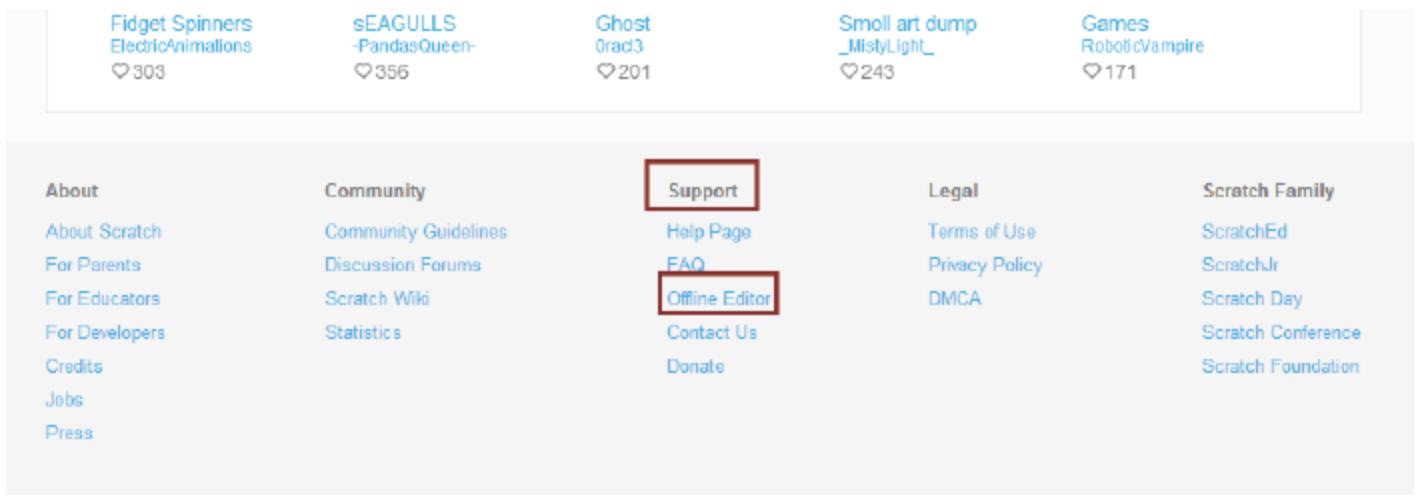 Fidget Spinners
ElectricAnimations
♡303
sEAGULLS
-PandasQueen-
♡356
Ghost
0racl3
♡201
Smoll art dump
_MistyLight_
♡243
Games
RoboticVampire
♡171
About
About Scratch
For Parents
For Educators
For Developers
Credits
Jobs
Press
Community
Community Guidelines
Discussion Forums
Scratch Wiki
Statistics
Support
Help Page
FAQ
Offline Editor
Contact Us
Donate
Legal
Terms of Use
Privacy Policy
DMCA
Scratch Family
ScratchEd
ScratchJr
Scratch Day
Scratch Conference
Scratch Foundation